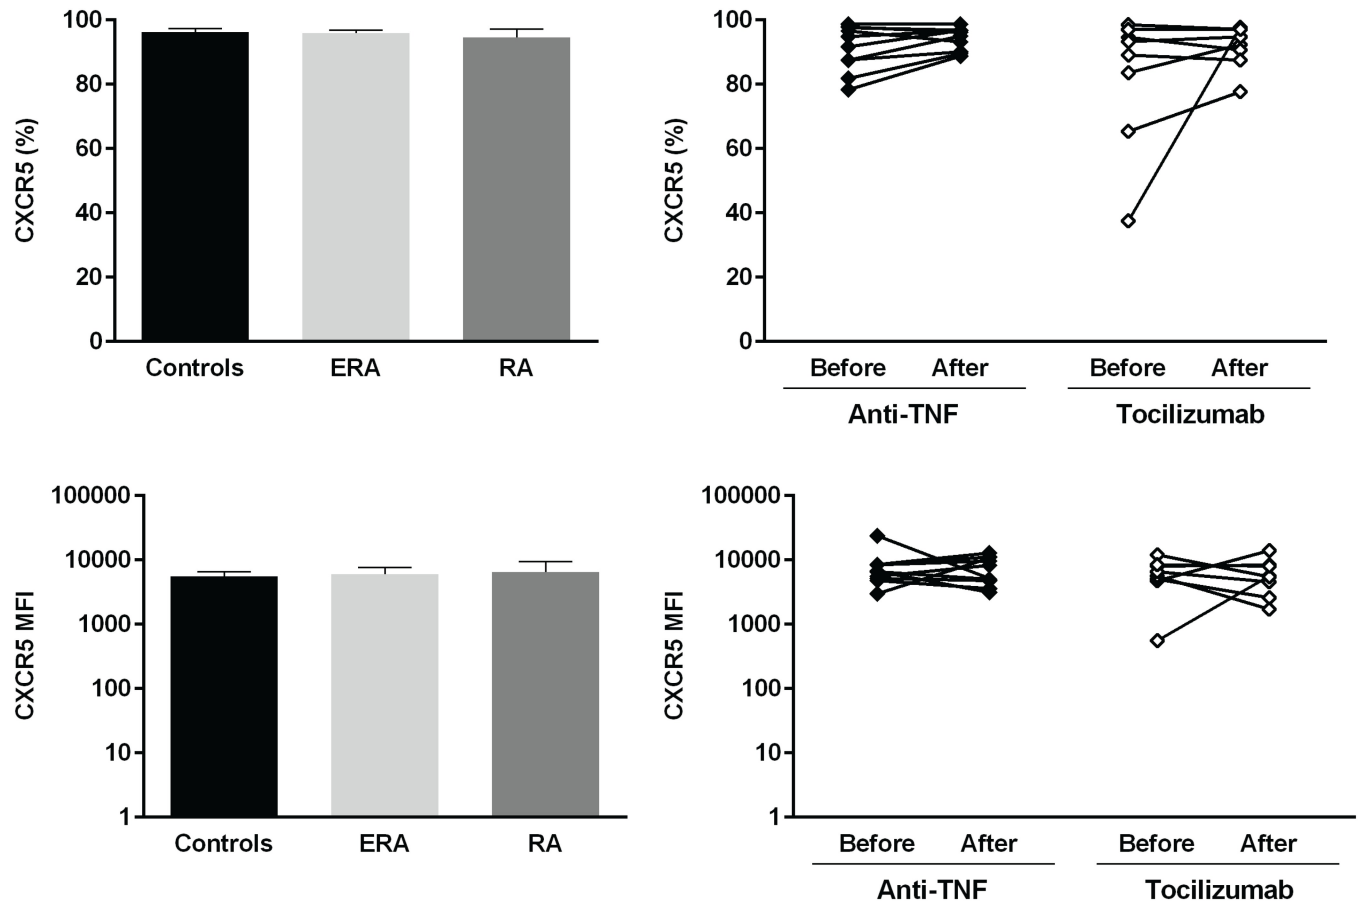 CXCR5 (%)
100
80
60
40
20
0
Controls ERA RA
CXCR5 (%)
100
80
60
40
20
0
Before After Before After
Anti-TNF Tocilizumab
CXCR5 MFI
100000
10000
1000
100
10
1
Controls ERA RA
CXCR5 MFI
100000
10000
1000
100
10
1
Before After Before After
Anti-TNF Tocilizumab